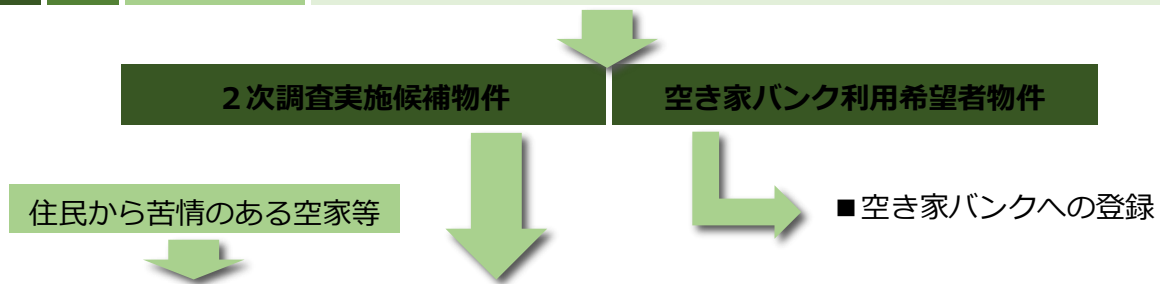 ２次調査実施候補物件
空き家バンク利用希望者物件
住民から苦情のある空家等
■空き家バンクへの登録